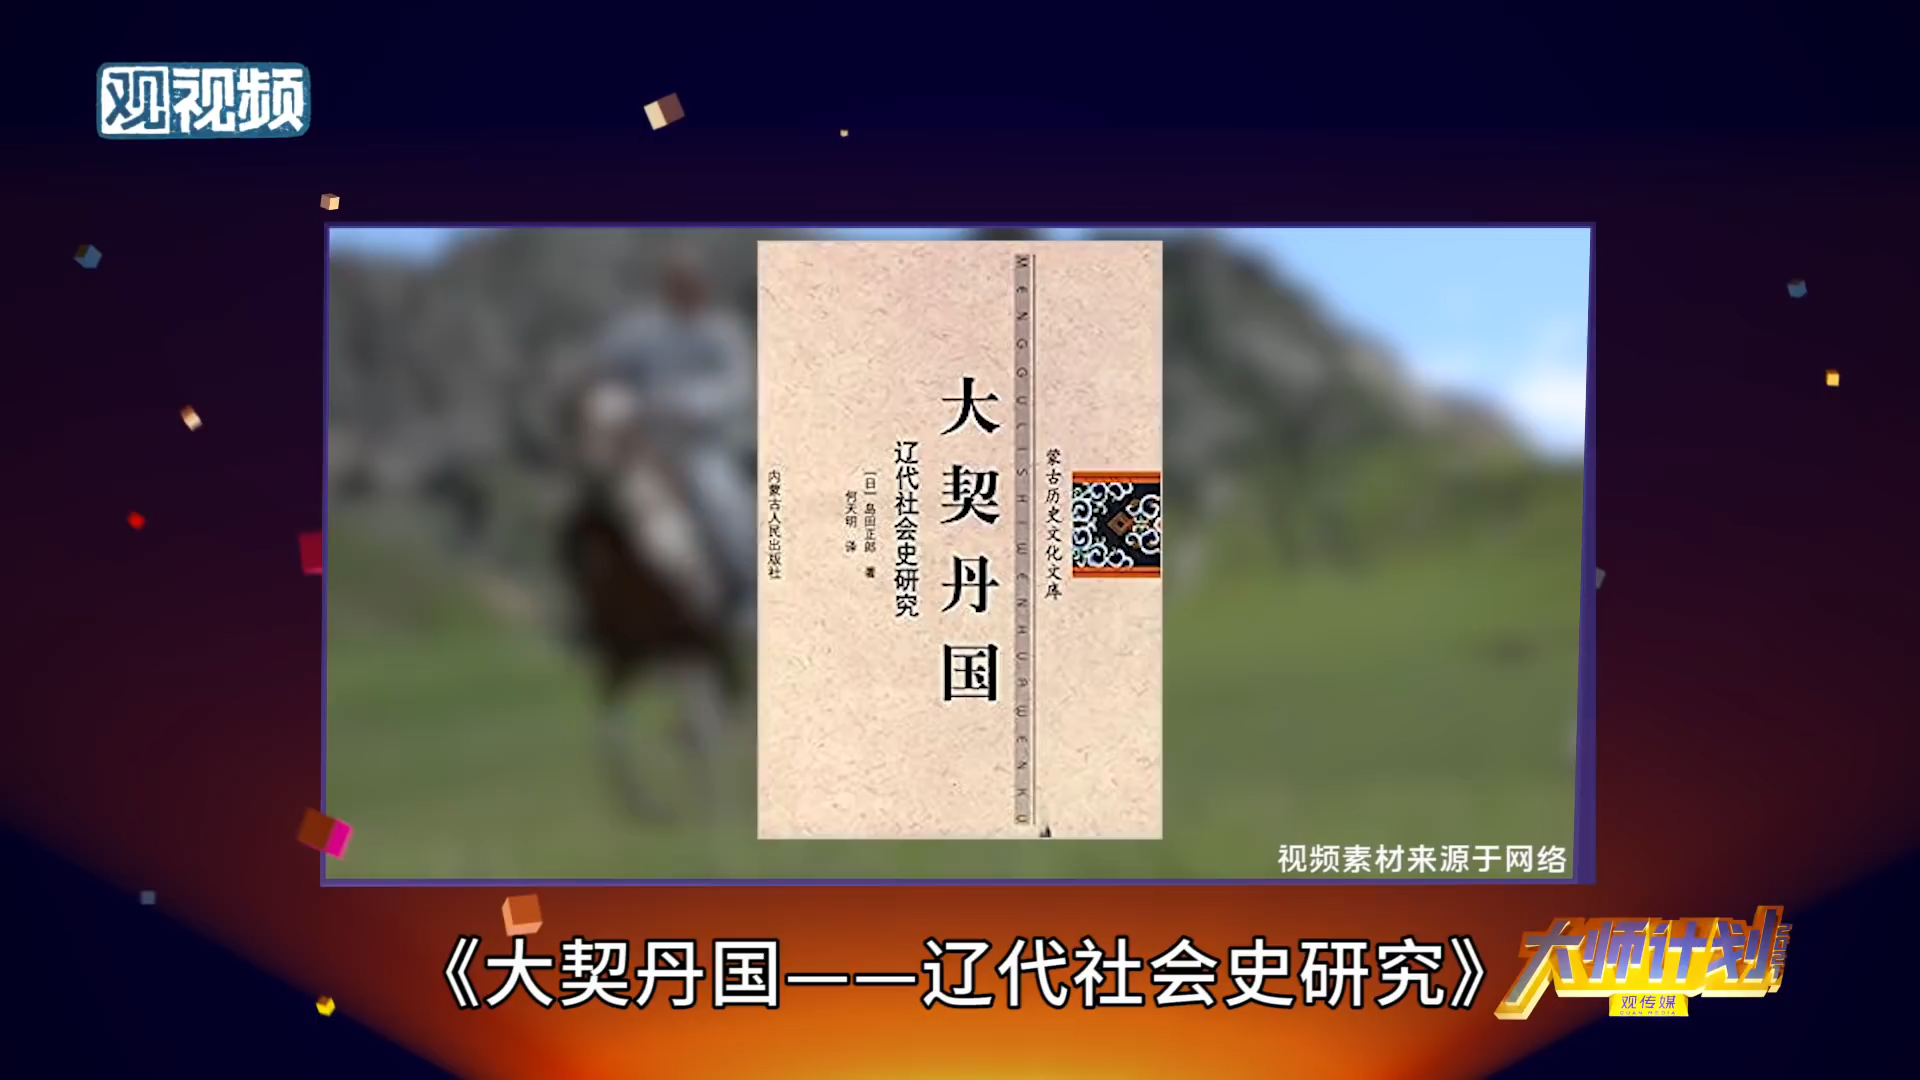 观视频
MENGGULISHIWENHUAWENKU
蒙古历史文化文库
大契丹国
辽代社会史研究
〔日〕岛田正郎 著
何天明 译
内蒙古人民出版社
视频素材来源于网络
《大契丹国——辽代社会史研究》
大师计划
观传媒
GUAN MEDIA